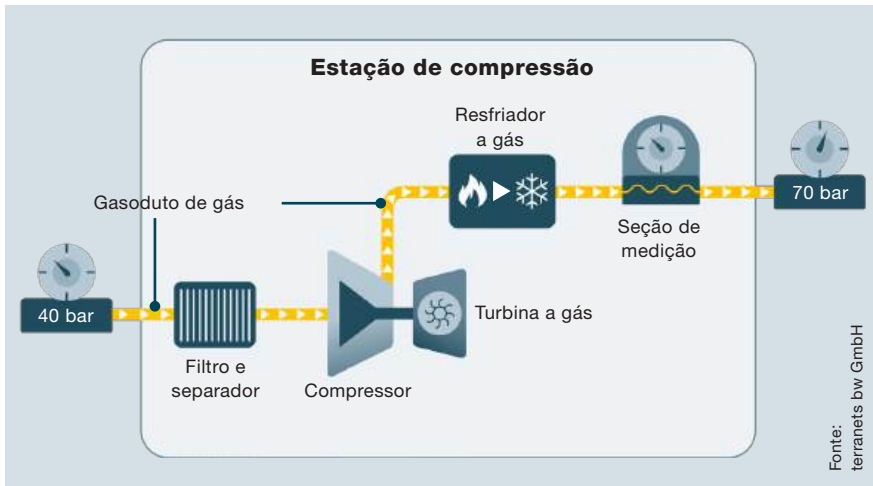 Estação de compressão
Resfriador
a gás
Gasoduto de gás
70 bar
Seção de
medição
40 bar
Turbina a gás
Filtro e
separador
Compressor
Fonte:
terranets bw GmbH